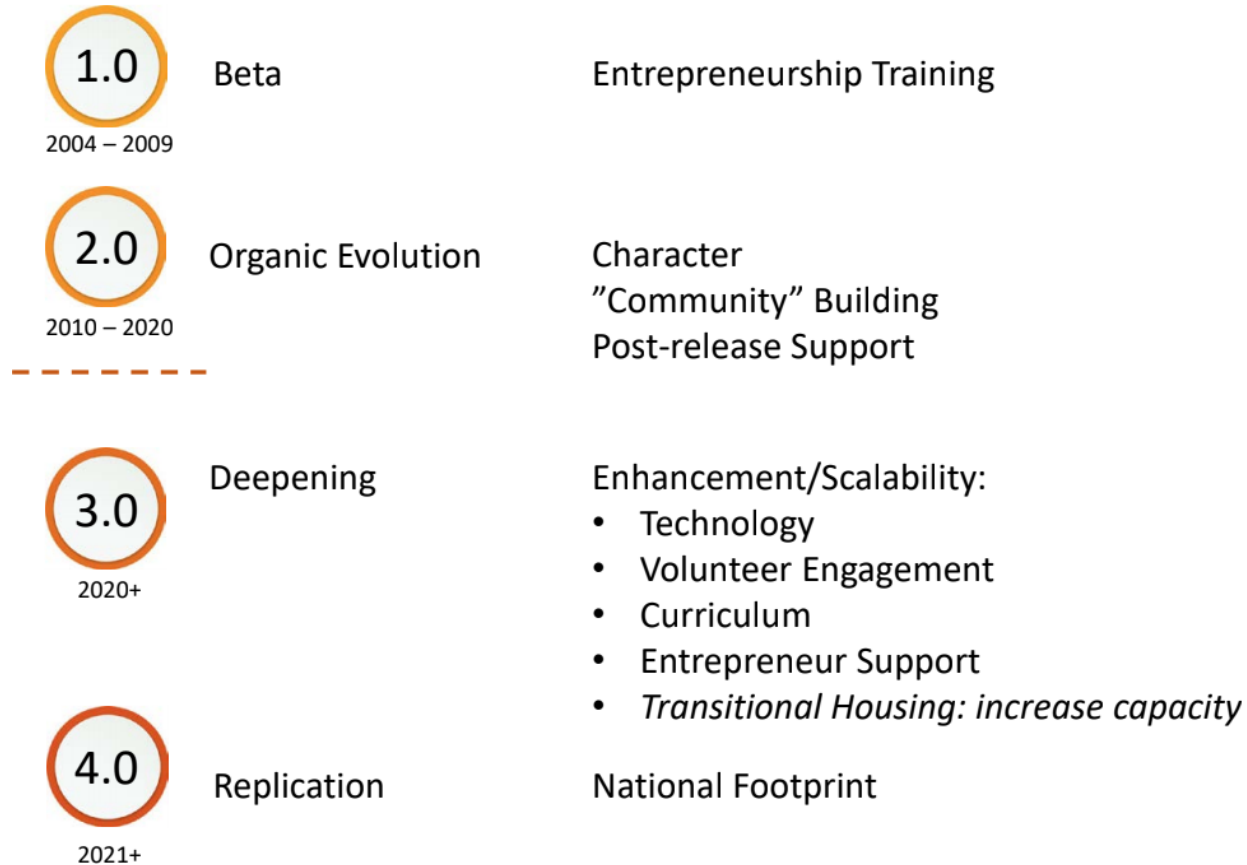 1.0 Beta Entrepreneurship Training
2004 – 2009
2.0 Organic Evolution Character
”Community” Building
2010 – 2020
Post-release Support
3.0 Deepening Enhancement/Scalability:
2020+
• Technology
• Volunteer Engagement
• Curriculum
• Entrepreneur Support
• Transitional Housing: increase capacity
4.0 Replication National Footprint
2021+